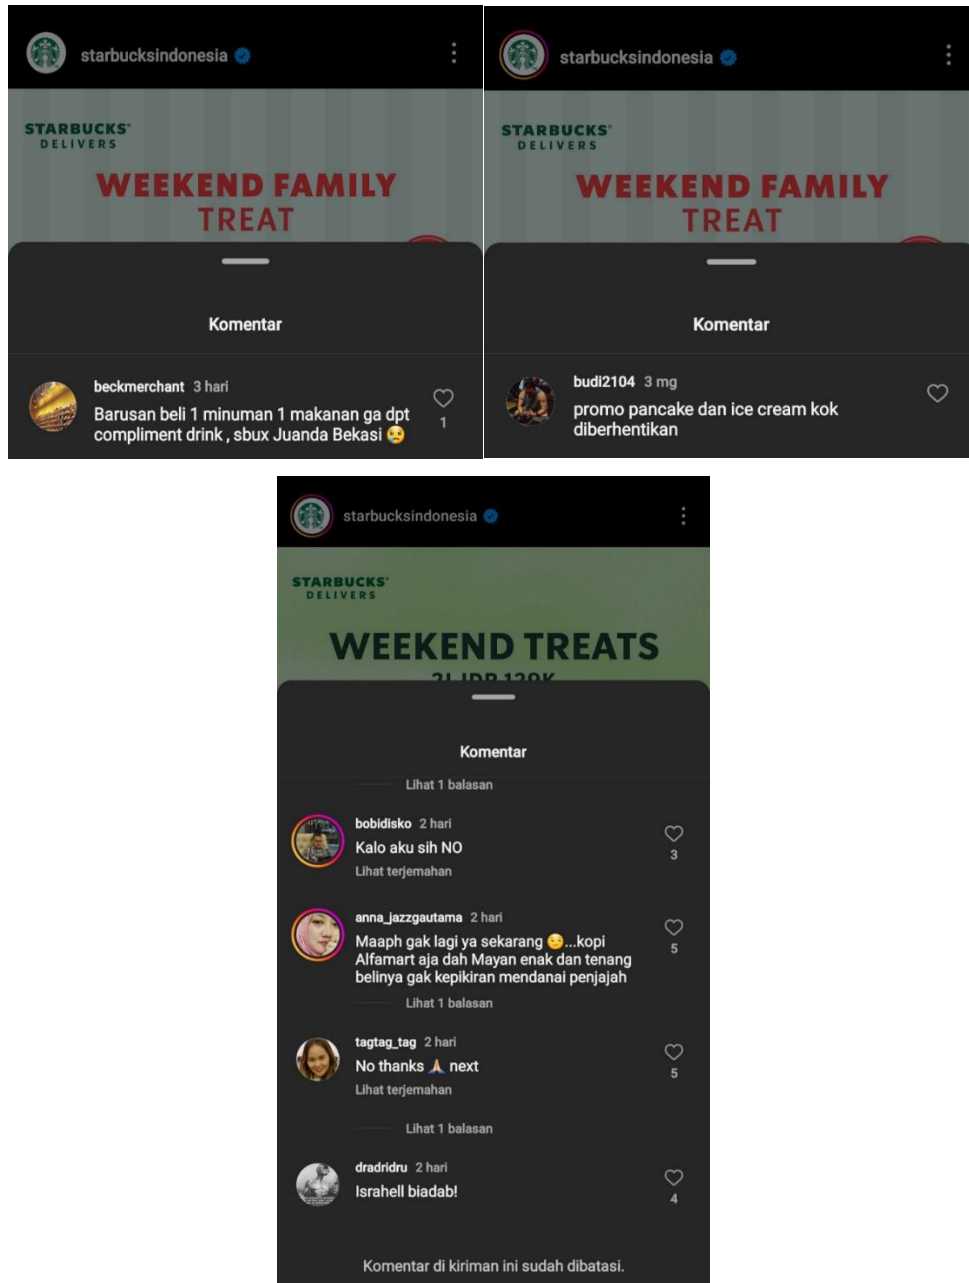 starbucksindonesia
STARBUCKS®
DELIVERS
WEEKEND FAMILY
TREAT
Komentar
beckmerchant 3 hari
Barusan beli 1 minuman 1 makanan ga dpt
compliment drink , sbux Juanda Bekasi 😢
1
starbucksindonesia
STARBUCKS®
DELIVERS
WEEKEND FAMILY
TREAT
Komentar
budi2104 3 mg
promo pancake dan ice cream kok
diberhentikan
starbucksindonesia
STARBUCKS®
DELIVERS
WEEKEND TREATS
Komentar
Lihat 1 balasan
bobidisko 2 hari
Kalo aku sih NO
3
Lihat terjemahan
anna_jazzgautama 2 hari
Maaph gak lagi ya sekarang 😏...kopi
Alfamart aja dah Mayan enak dan tenang
belinya gak kepikiran mendanai penjajah
5
Lihat 1 balasan
tagtag_tag 2 hari
No thanks 🙏🏼 next
5
Lihat terjemahan
Lihat 1 balasan
dradridru 2 hari
Israhell biadab!
4
Komentar di kiriman ini sudah dibatasi.